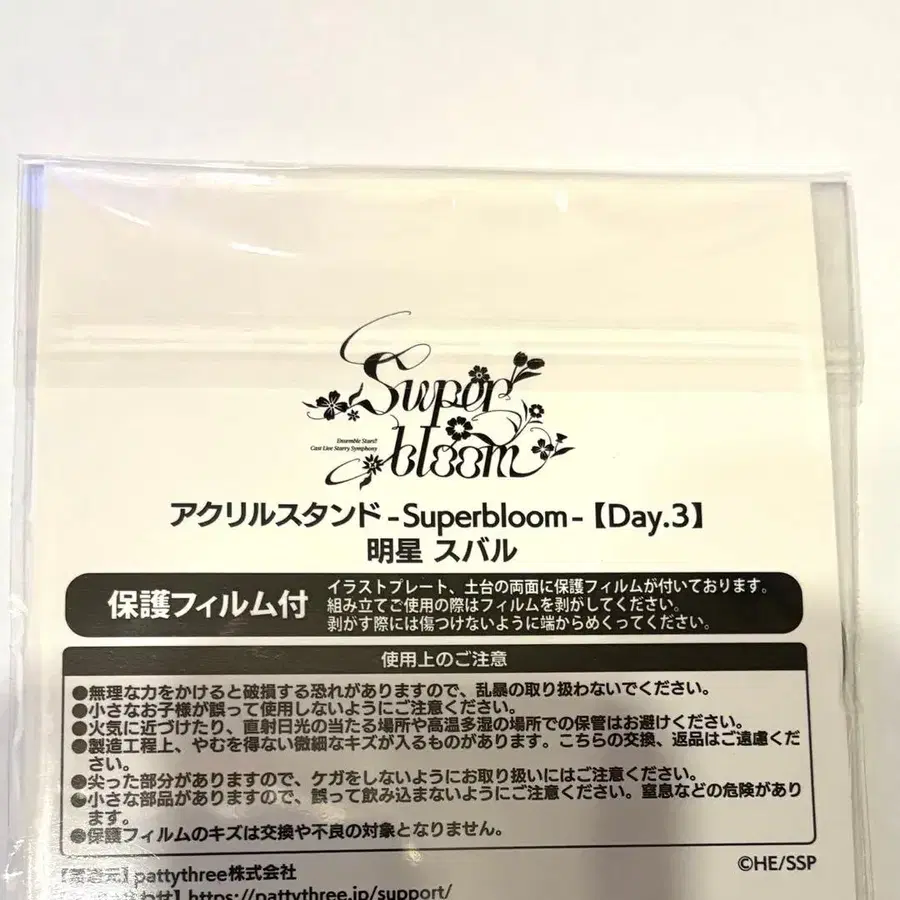 Super
bloom
Ensemble Stars!!
Cast Live Starry Symphony
アクリルスタンド-Superbloom-【Day.3】
明星 スバル
保護フィルム付
イラストプレート、土台の両面に保護フィルムが付いております。
組み立てご使用の際はフィルムを剥がしてください。
剥がす際には傷つけないように端からめくってください。
使用上のご注意
●無理な力をかけると破損する恐れがありますので、乱暴の取り扱わないでください。
●小さなお子様が誤って使用しないようにご注意ください。
●火気に近づけたり、直射日光の当たる場所や高温多湿の場所での保管はお避けください。
●製造工程上、やむを得ない微細なキズが入るものがあります。こちらの交換、返品はご遠慮くだ
さい。
●尖った部分がありますので、ケガをしないようにお取り扱いにはご注意ください。
●小さな部品がありますので、誤って飲み込まないようにご注意ください。窒息などの危険があり
ます。
●保護フィルムのキズは交換や不良の対象となりません。
©HE/SSP
pattythree株式会社
https://pattythree.jp/support/